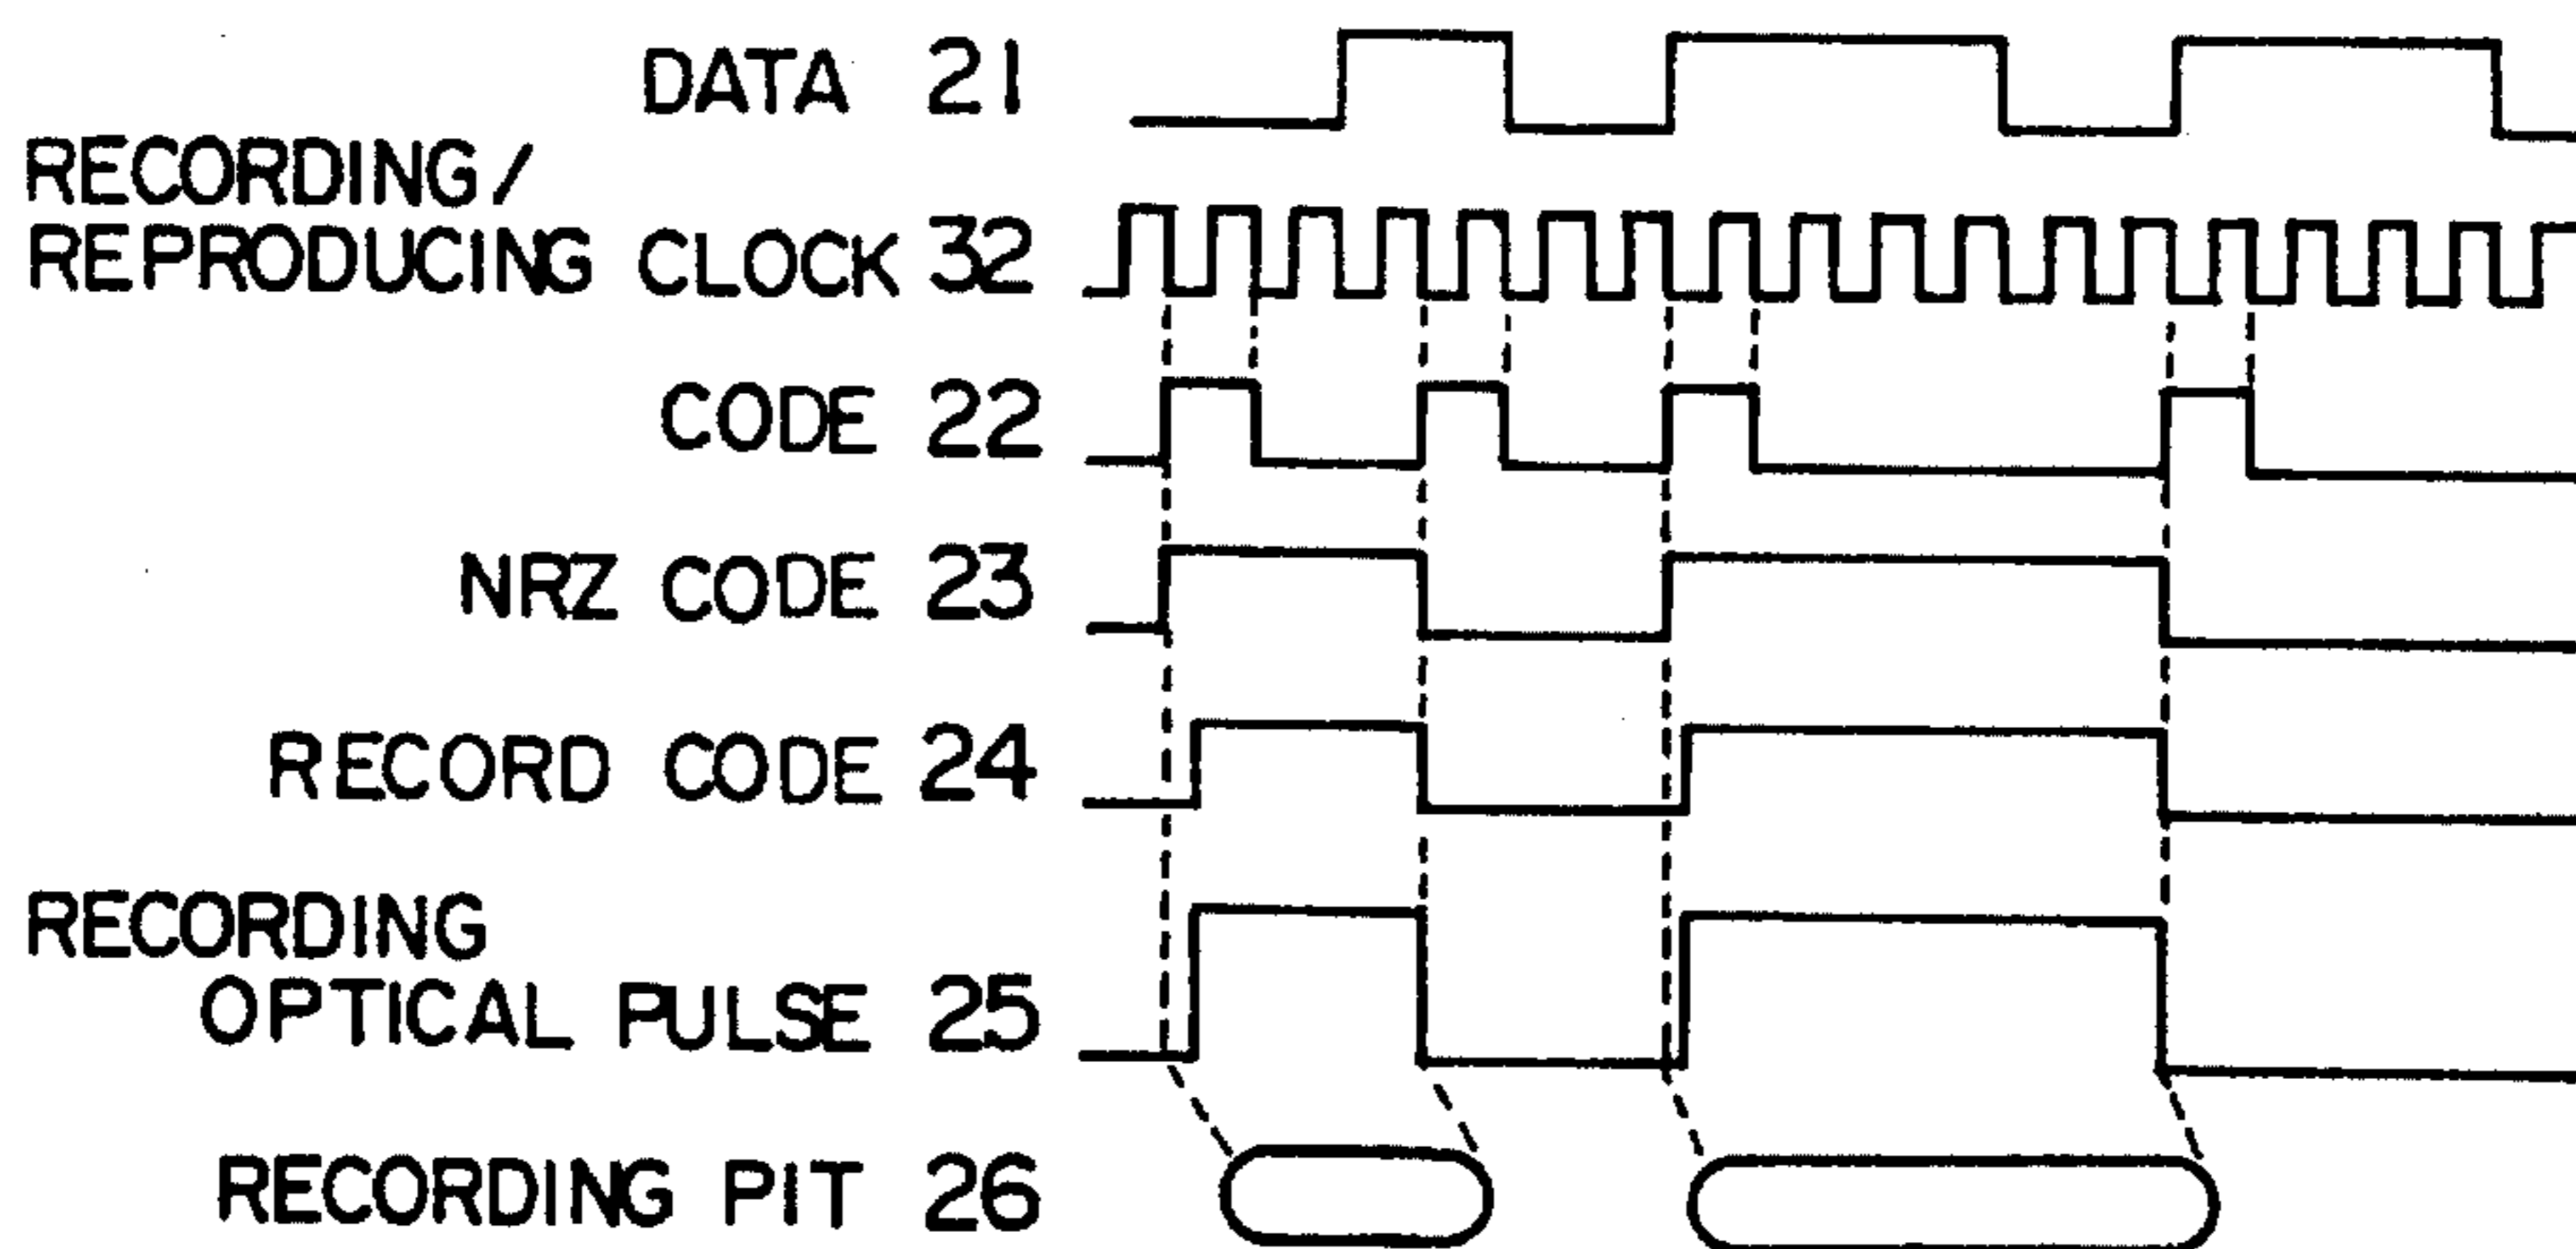 DATA 21
RECORDING/
REPRODUCING CLOCK 32
CODE 22
NRZ CODE 23
RECORD CODE 24
RECORDING
OPTICAL PULSE 25
RECORDING PIT 26